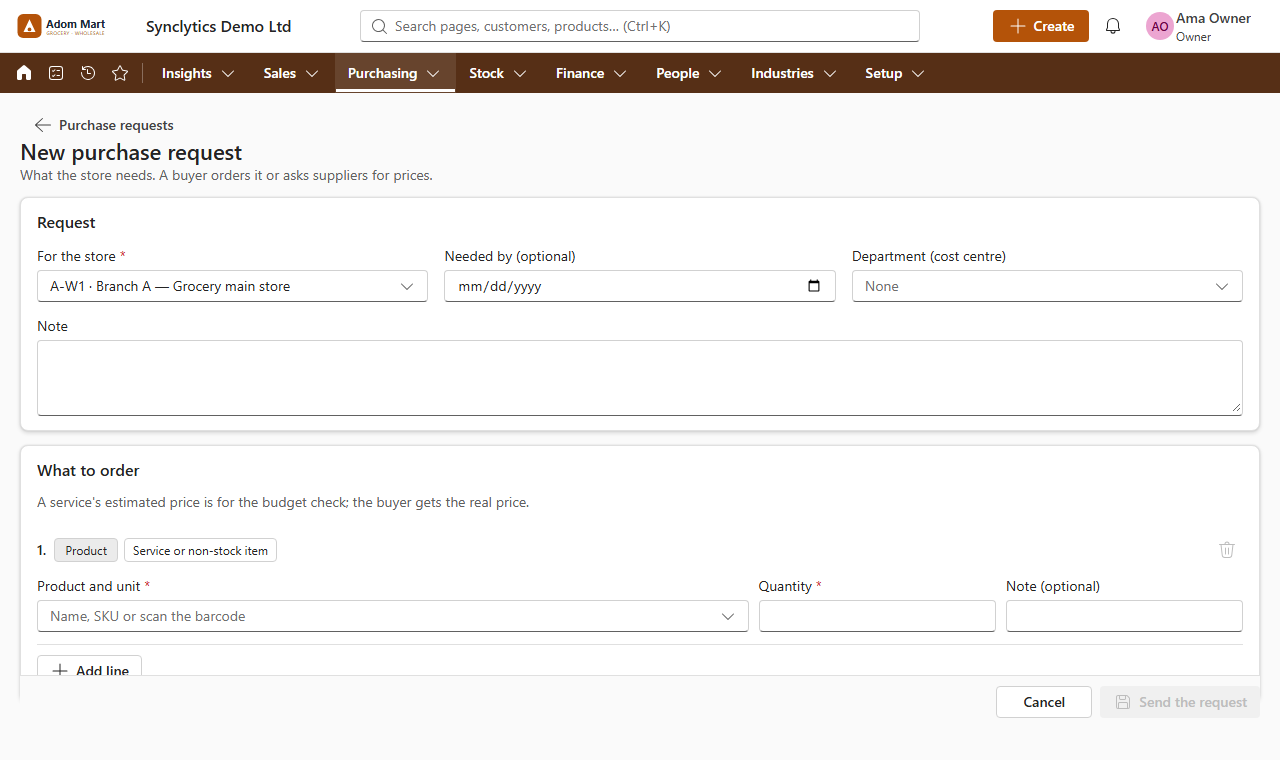 Adom Mart
GROCERY · WHOLESALE
Synclytics Demo Ltd
Search pages, customers, products... (Ctrl+K)
Create
AO
Ama Owner
Owner
Insights
Sales
Purchasing
Stock
Finance
People
Industries
Setup
Purchase requests
New purchase request
What the store needs. A buyer orders it or asks suppliers for prices.
Request
For the store *
Needed by (optional)
Department (cost centre)
A-W1 · Branch A — Grocery main store
mm/dd/yyyy
None
Note
What to order
A service's estimated price is for the budget check; the buyer gets the real price.
1. Product Service or non-stock item
Product and unit *
Quantity *
Note (optional)
Name, SKU or scan the barcode
Add line
Cancel
Send the request